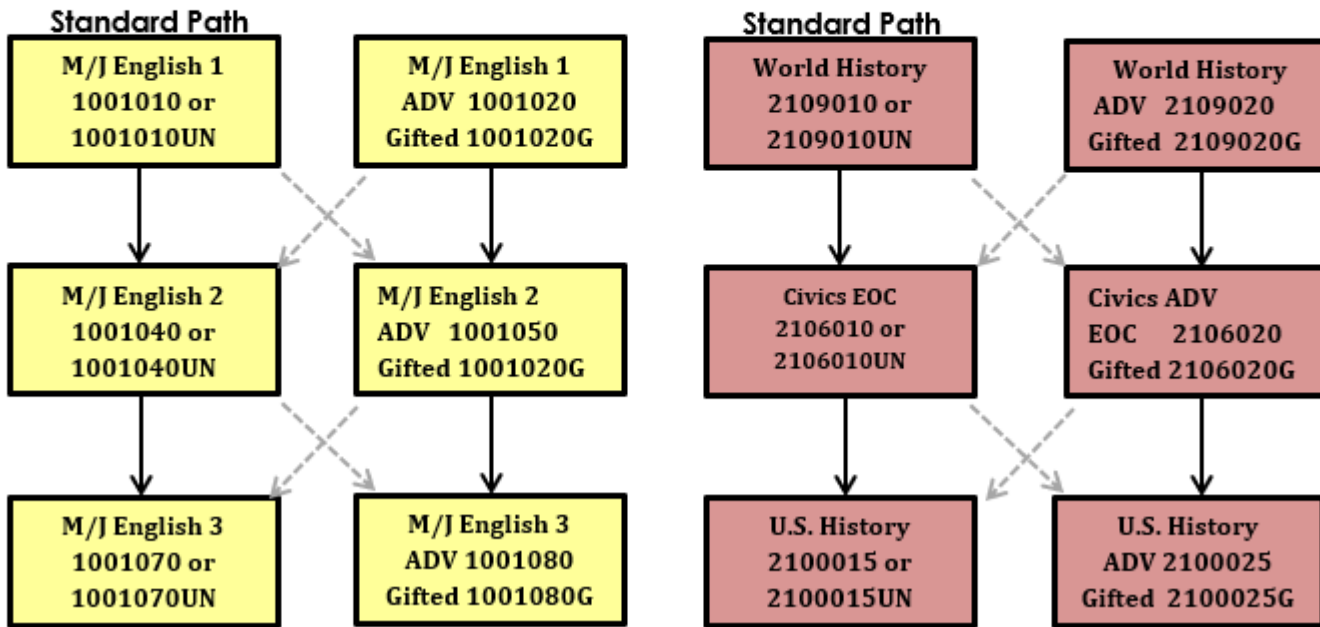 Standard Path
M/J English 1
1001010 or
1001010UN
M/J English 1
ADV 1001020
Gifted 1001020G
M/J English 2
1001040 or
1001040UN
M/J English 2
ADV 1001050
Gifted 1001020G
M/J English 3
1001070 or
1001070UN
M/J English 3
ADV 1001080
Gifted 1001080G
Standard Path
World History
2109010 or
2109010UN
World History
ADV 2109020
Gifted 2109020G
Civics EOC
2106010 or
2106010UN
Civics ADV
EOC 2106020
Gifted 2106020G
U.S. History
2100015 or
2100015UN
U.S. History
ADV 2100025
Gifted 2100025G